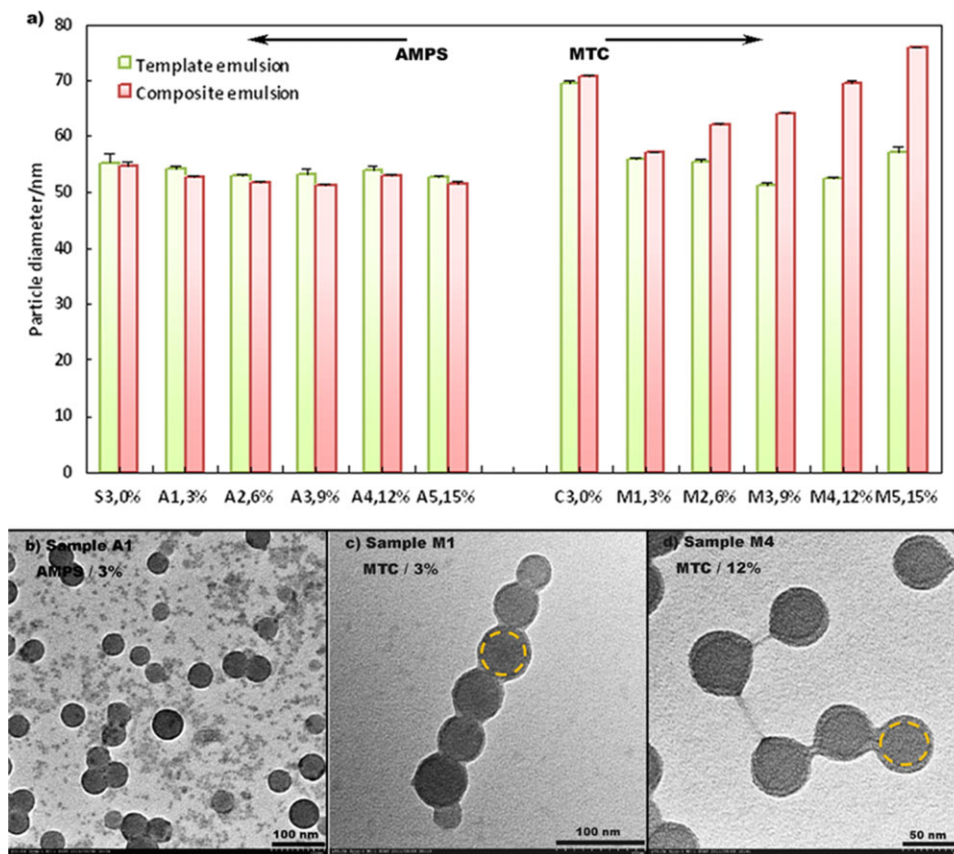 a)
80
70
60
50
40
30
20
10
0
Particle diameter/nm
AMPS
MTC
Template emulsion
Composite emulsion
S3,0% A1,3% A2,6% A3,9% A4,12% A5,15% C3,0% M1,3% M2,6% M3,9% M4,12% M5,15%
b) Sample A1
AMPS / 3%
100 nm
c) Sample M1
MTC / 3%
100 nm
d) Sample M4
MTC / 12%
50 nm